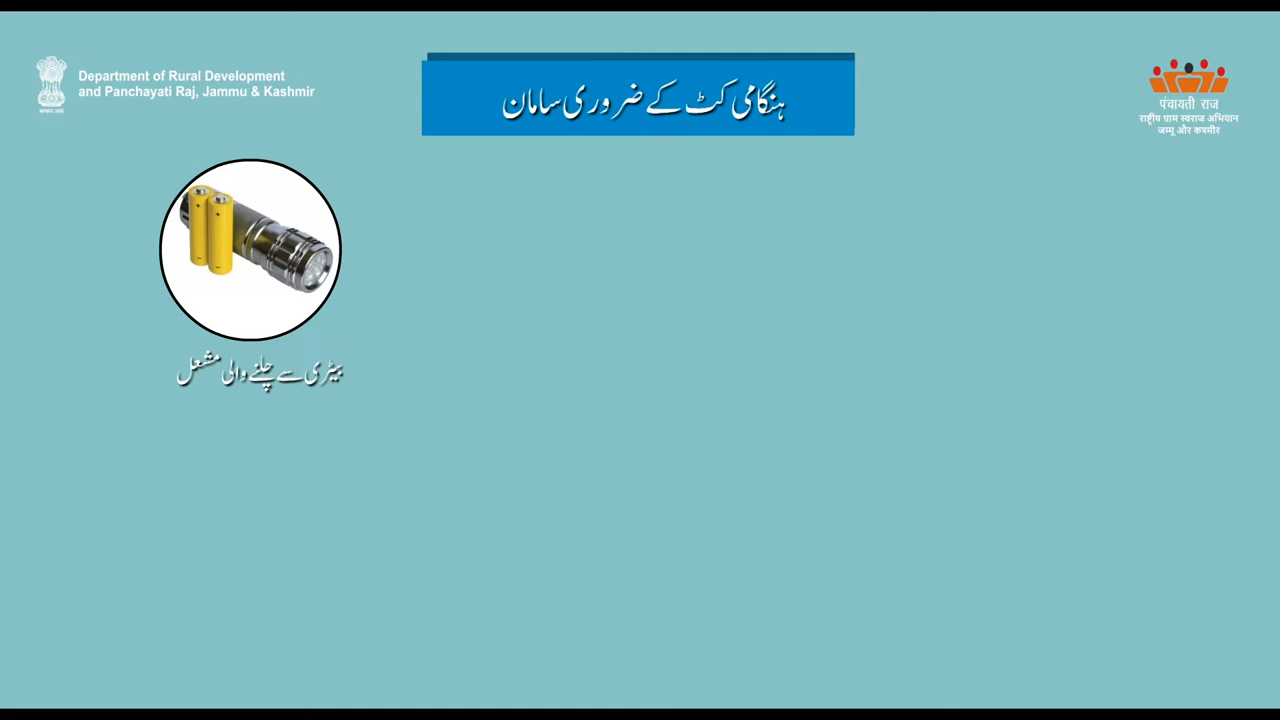 Department of Rural Development
and Panchayati Raj, Jammu & Kashmir
ہنگامی کٹ کے ضروری سامان
पंचायती राज
राष्ट्रीय ग्राम स्वराज अभियान
जम्मू और कश्मीर
بیٹری سے چلنے والی مشعل